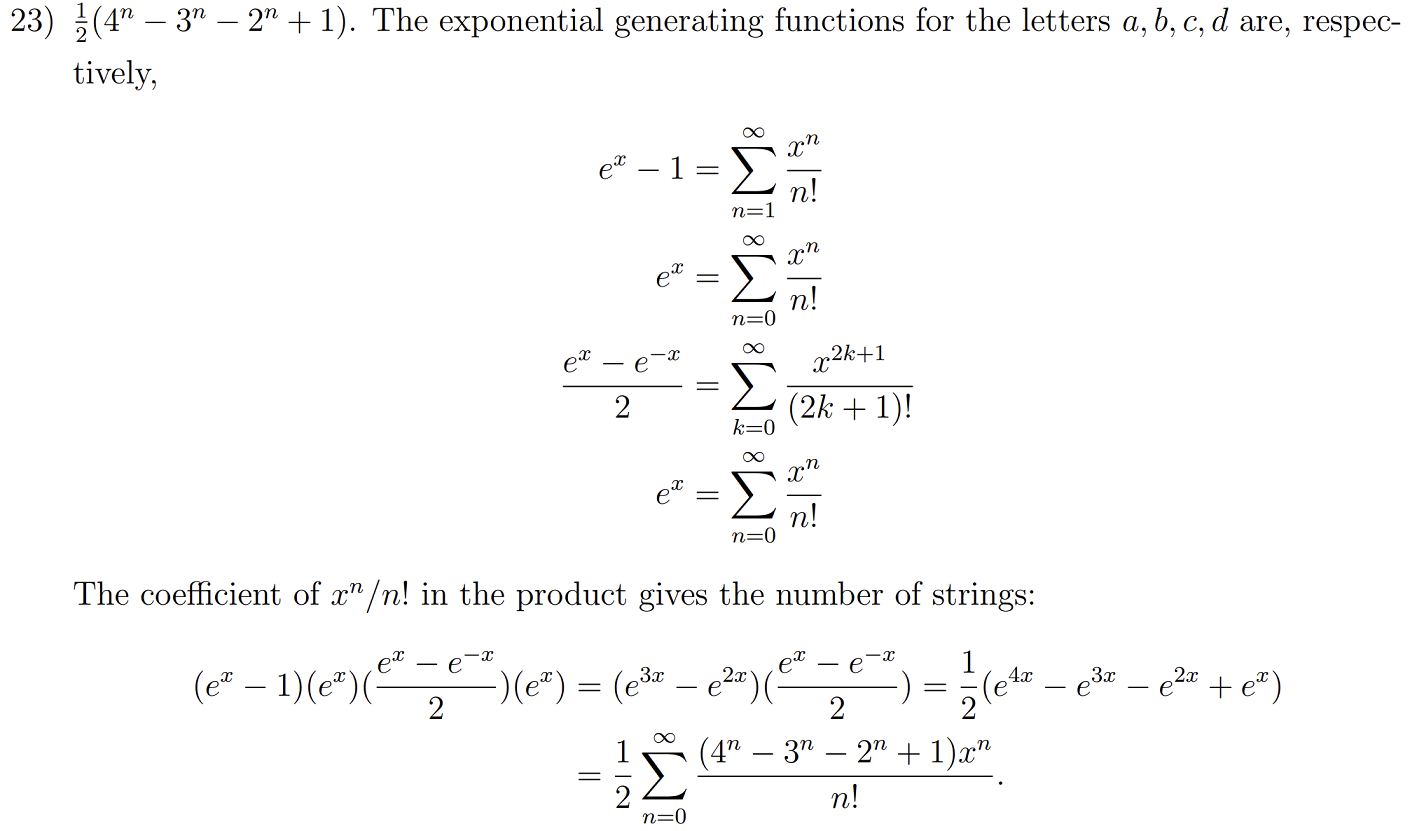 23) $\frac{1}{2}(4^n - 3^n - 2^n + 1)$. The exponential generating functions for the letters $a, b, c, d$ are, respec-
tively,
$e^x - 1 = \sum_{n=1}^{\infty} \frac{x^n}{n!}$
$e^x = \sum_{n=0}^{\infty} \frac{x^n}{n!}$
$\frac{e^x - e^{-x}}{2} = \sum_{k=0}^{\infty} \frac{x^{2k+1}}{(2k+1)!}$
$e^x = \sum_{n=0}^{\infty} \frac{x^n}{n!}$
The coefficient of $x^n/n!$ in the product gives the number of strings:
$(e^x - 1)(e^x)(\frac{e^x - e^{-x}}{2})(e^x) = (e^{3x} - e^{2x})(\frac{e^x - e^{-x}}{2}) = \frac{1}{2}(e^{4x} - e^{3x} - e^{2x} + e^x)$
$= \frac{1}{2} \sum_{n=0}^{\infty} \frac{(4^n - 3^n - 2^n + 1)x^n}{n!}.$